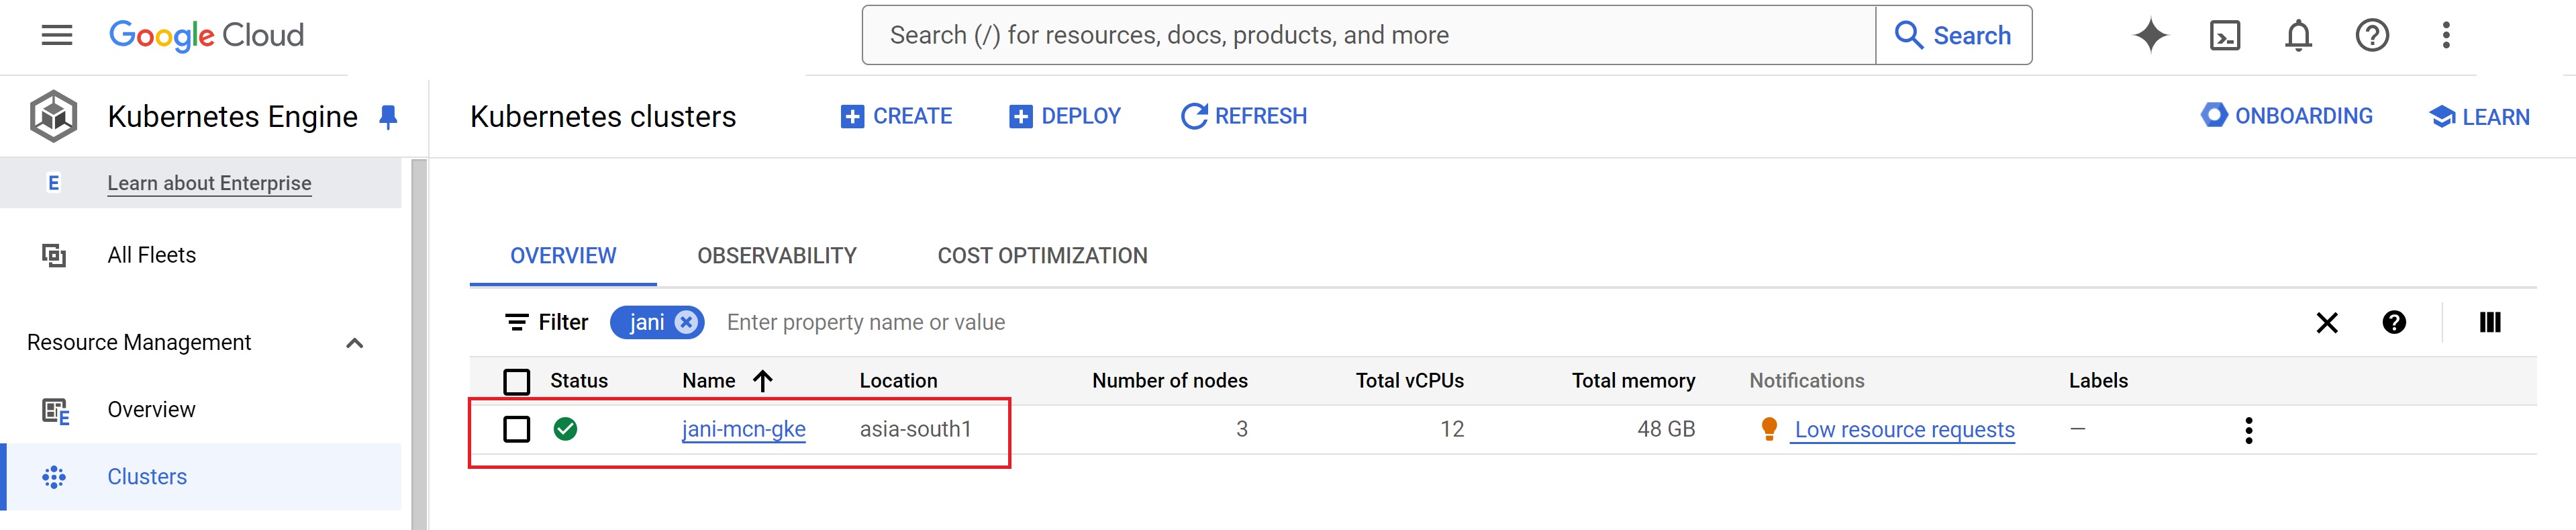 Google Cloud
Search (/) for resources, docs, products, and more
Search
Kubernetes Engine
Kubernetes clusters
CREATE
DEPLOY
REFRESH
ONBOARDING
LEARN
E
Learn about Enterprise
All Fleets
Resource Management
E
Overview
Clusters
OVERVIEW
OBSERVABILITY
COST OPTIMIZATION
Filter
jani
Enter property name or value
Status
Name
Location
Number of nodes
Total vCPUs
Total memory
Notifications
Labels
jani-mcn-gke
asia-south1
3
12
48 GB
Low resource requests
—